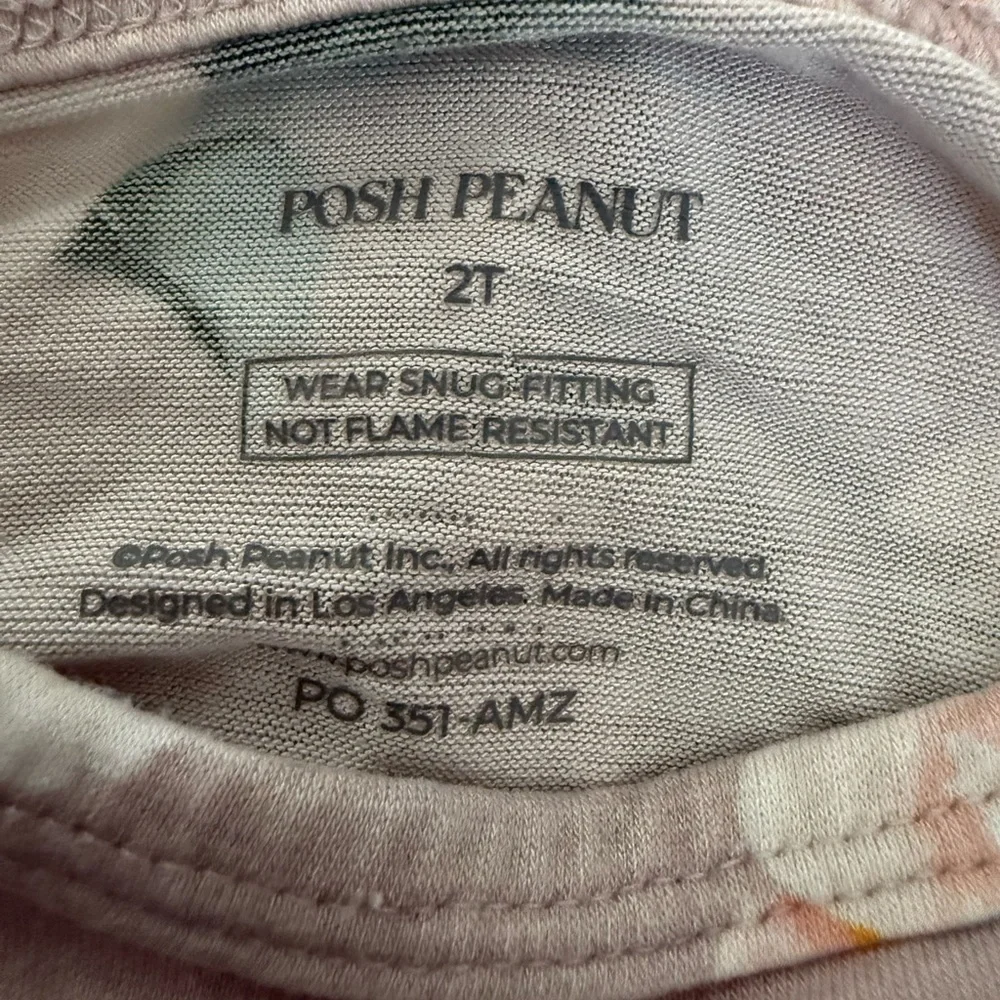 POSH PEANUT
2T
WEAR SNUG-FITTING
NOT FLAME RESISTANT
©Posh Peanut Inc., All rights reserved.
Designed in Los Angeles. Made in China.
www.poshpeanut.com
PO 351-AMZ